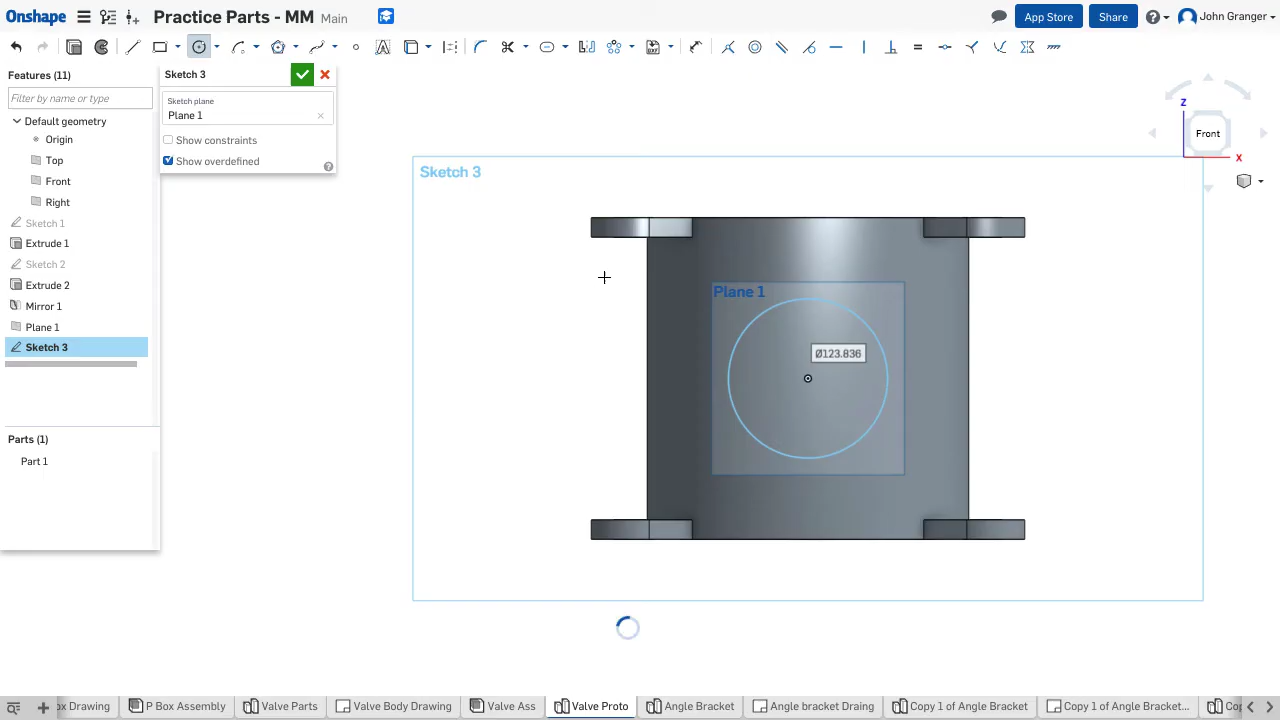 Onshape
Practice Parts - MM Main
App Store
Share
John Granger
Features (11)
Filter by name or type
Default geometry
Origin
Top
Front
Right
Sketch 1
Extrude 1
Sketch 2
Extrude 2
Mirror 1
Plane 1
Sketch 3
Parts (1)
Part 1
Sketch 3
Sketch plane
Plane 1
Show constraints
Show overdefined
Sketch 3
Plane 1
Ø123.836
Z
Front
X
ox Drawing
P Box Assembly
Valve Parts
Valve Body Drawing
Valve Ass
Valve Proto
Angle Bracket
Angle bracket Draing
Copy 1 of Angle Bracket
Copy 1 of Angle Bracket...